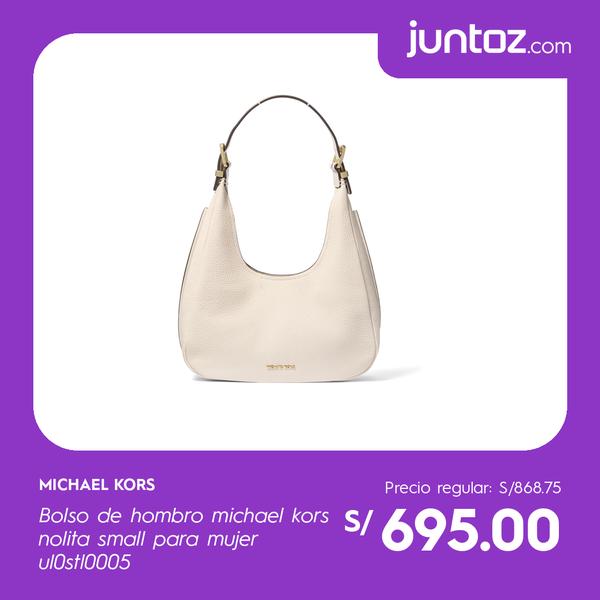 juntoz.com
MICHAEL KORS
Bolso de hombro michael kors
nolita small para mujer
ul0stl0005
Precio regular: S/868.75
S/ 695.00